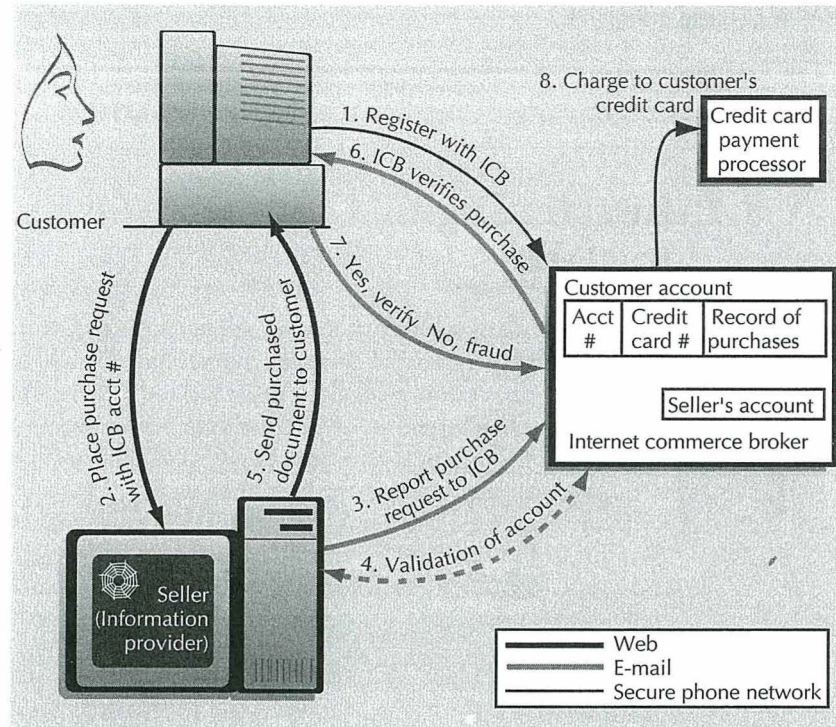 8. Charge to customer's
credit card
Credit card
payment
processor
1. Register with ICB
6. ICB verifies purchase
7. Yes, verify No, fraud
Customer
2. Place purchase request
with ICB acct #
5. Send purchased
document to customer
3. Report purchase
request to ICB
4. Validation of account
Customer account
Acct
#
Credit
card #
Record of
purchases
Seller's account
Internet commerce broker
Seller
(Information
provider)
Web
E-mail
Secure phone network